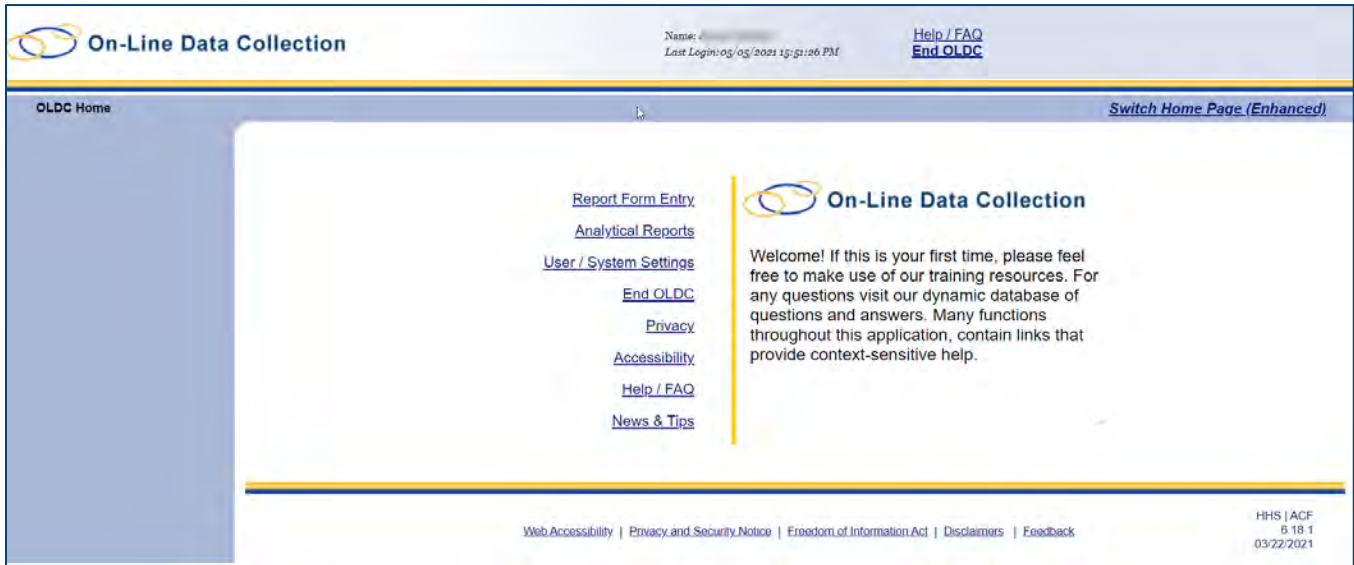 On-Line Data Collection
Name:
Last Login:05/05/2021 15:51:26 PM
Help / FAQ
End OLDC
OLDC Home
Switch Home Page (Enhanced)
Report Form Entry
Analytical Reports
User / System Settings
End OLDC
Privacy
Accessibility
Help / FAQ
News & Tips
On-Line Data Collection
Welcome! If this is your first time, please feel
free to make use of our training resources. For
any questions visit our dynamic database of
questions and answers. Many functions
throughout this application, contain links that
provide context-sensitive help.
Web Accessibility | Privacy and Security Notice | Freedom of Information Act | Disclaimers | Feedback
HHS | ACF
6.18.1
03/22/2021